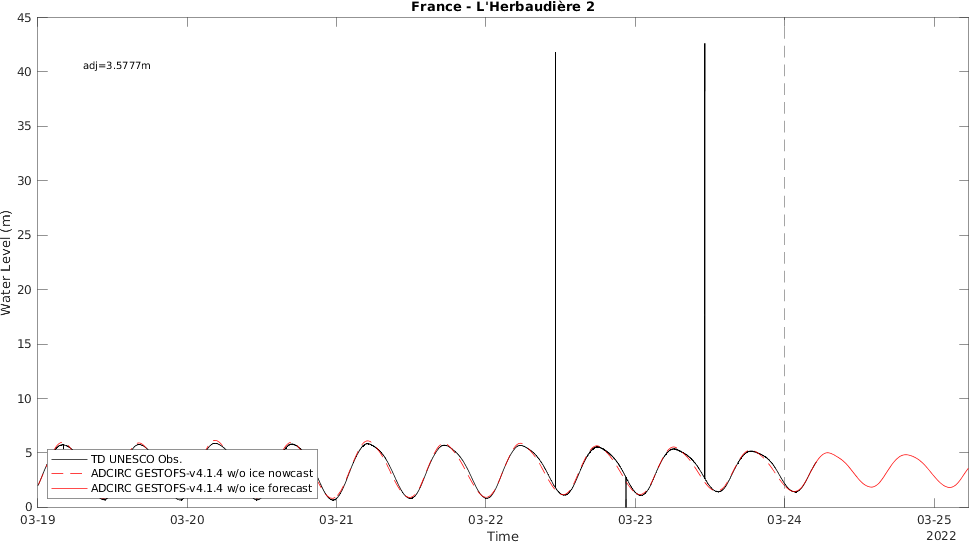 France - L'Herbaudière 2
45
40
35
30
25
20
15
10
5
0
Water Level (m)
adj=3.5777m
TD UNESCO Obs.
ADCIRC GESTOFS-v4.1.4 w/o ice nowcast
ADCIRC GESTOFS-v4.1.4 w/o ice forecast
03-19 03-20 03-21 03-22 03-23 03-24 03-25
Time
2022